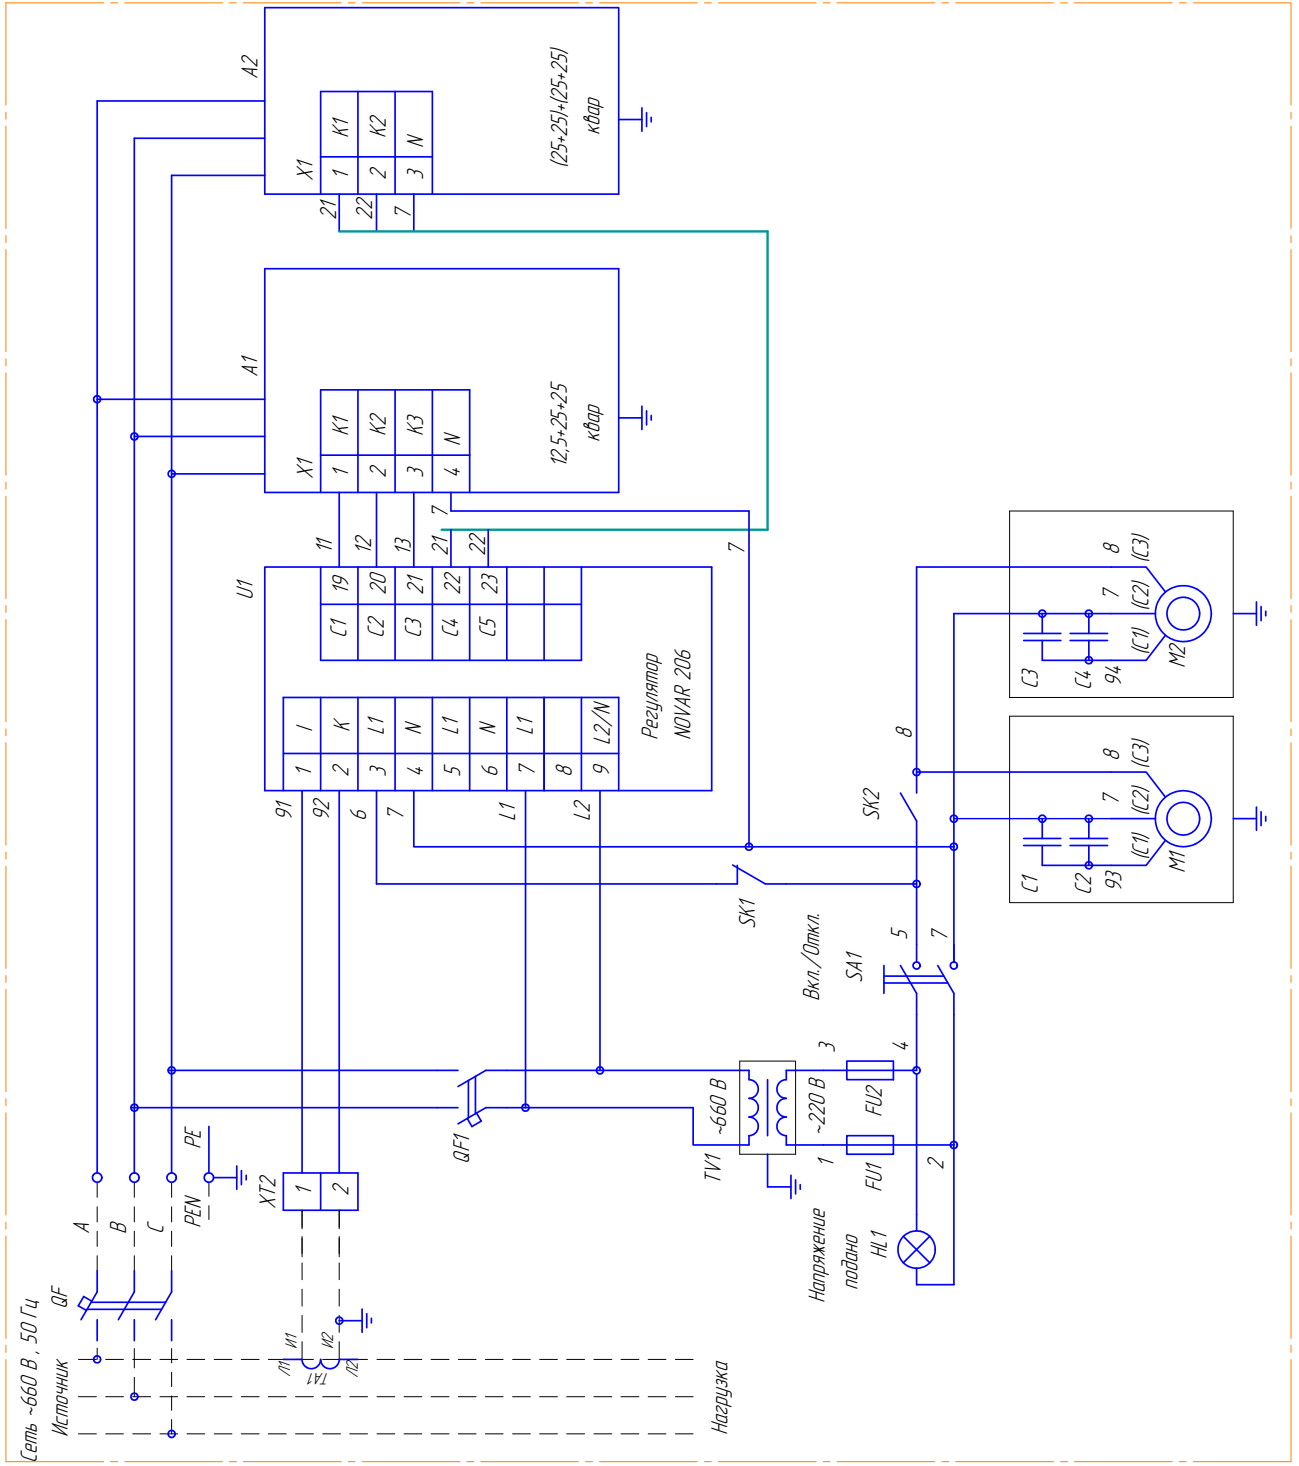 Сеть ~660 В , 50 Гц
Источник
Нагрузка
QF
A
B
C
PEN
PE
Л1
И1
ТА1
И2
Л2
XT2
1
2
QF1
91
92
6
7
L1
L2
U1
1 I
2 K
3 L1
4 N
5 L1
6 N
7 L1
8
9 L2/N
C1 19
C2 20
C3 21
C4 22
C5 23
Регулятор
NOVAR 206
11
12
13
21
22
7
7
A1
X1
1 K1
2 K2
3 K3
4 N
12,5+25+25
квар
21
22
7
A2
X1
1 K1
2 K2
3 N
(25+25)+(25+25)
квар
TV1
~660 В
~220 В
1
3
FU1
FU2
2
4
Напряжение
подано
HL1
Вкл./Откл.
SA1
5
7
SK1
SK2
8
C1
C2
93
(C1)
7
(C2)
8
(C3)
M1
C3
C4
94
(C1)
7
(C2)
8
(C3)
M2